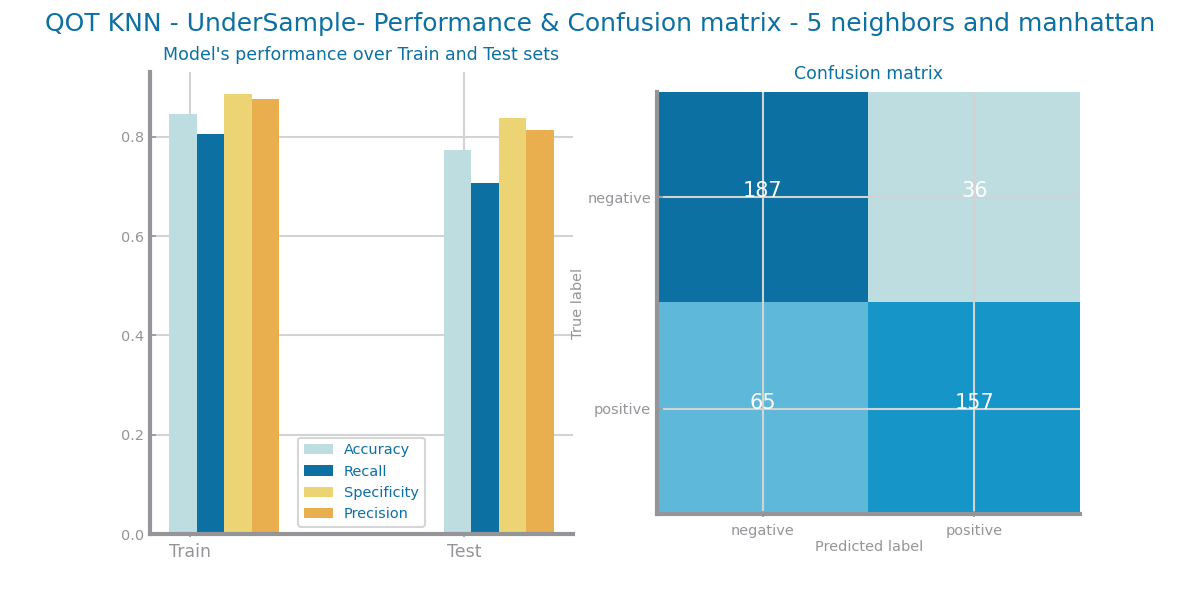 QOT KNN - UnderSample- Performance & Confusion matrix - 5 neighbors and manhattan
Model's performance over Train and Test sets
0.8
0.6
0.4
0.2
0.0
Train Test
Accuracy
Recall
Specificity
Precision
Confusion matrix
True label
negative
positive
187 36
65 157
negative positive
Predicted label